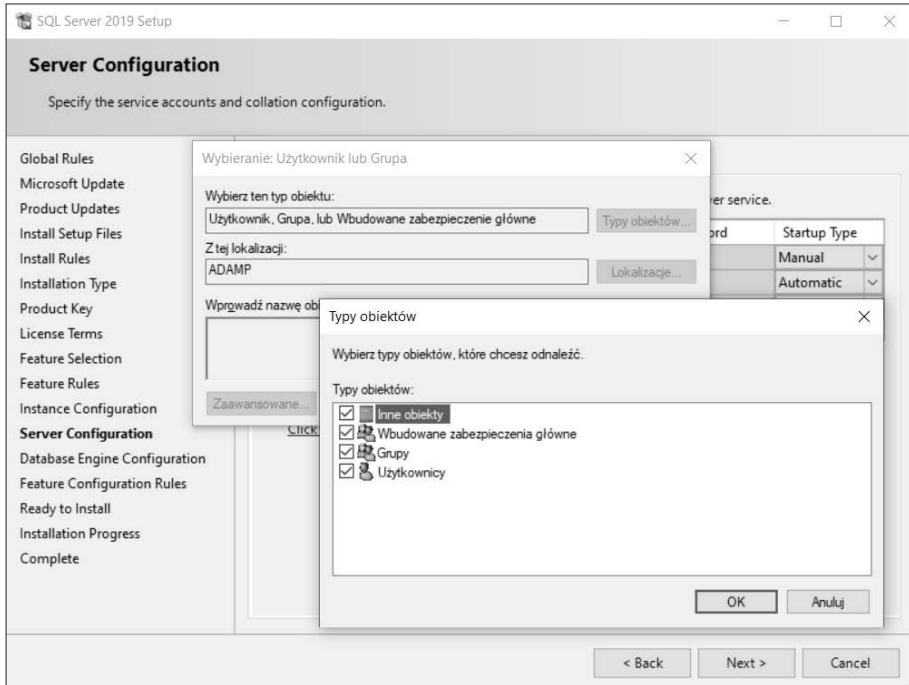 SQL Server 2019 Setup
Server Configuration
Specify the service accounts and collation configuration.
Global Rules
Microsoft Update
Product Updates
Install Setup Files
Install Rules
Installation Type
Product Key
License Terms
Feature Selection
Feature Rules
Instance Configuration
Server Configuration
Database Engine Configuration
Feature Configuration Rules
Ready to Install
Installation Progress
Complete
Wybieranie: Użytkownik lub Grupa
Wybierz ten typ obiektu:
Użytkownik, Grupa, lub Wbudowane zabezpieczenie główne
Typy obiektów...
Z tej lokalizacji:
ADAMP
Lokalizacje...
Wprowadź nazwę obi
Zaawansowane...
er service.
ord
Startup Type
Manual
Automatic
Click
Typy obiektów
Wybierz typy obiektów, które chcesz odnaleźć.
Typy obiektów:
Inne obiekty
Wbudowane zabezpieczenia główne
Grupy
Użytkownicy
OK
Anuluj
< Back
Next >
Cancel